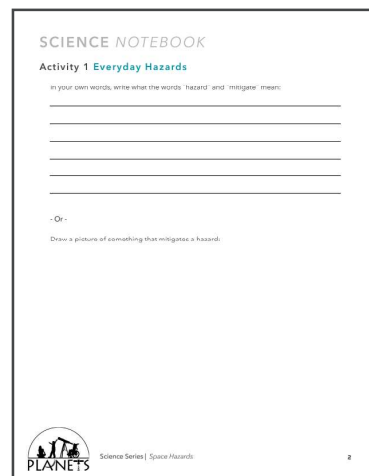 SCIENCE NOTEBOOK
Activity 1 Everyday Hazards
In your own words, write what the words "hazard" and "mitigate" mean:
- Or -
Draw a picture of something that mitigates a hazard:
PLANETS
Science Series | Space Hazards
2